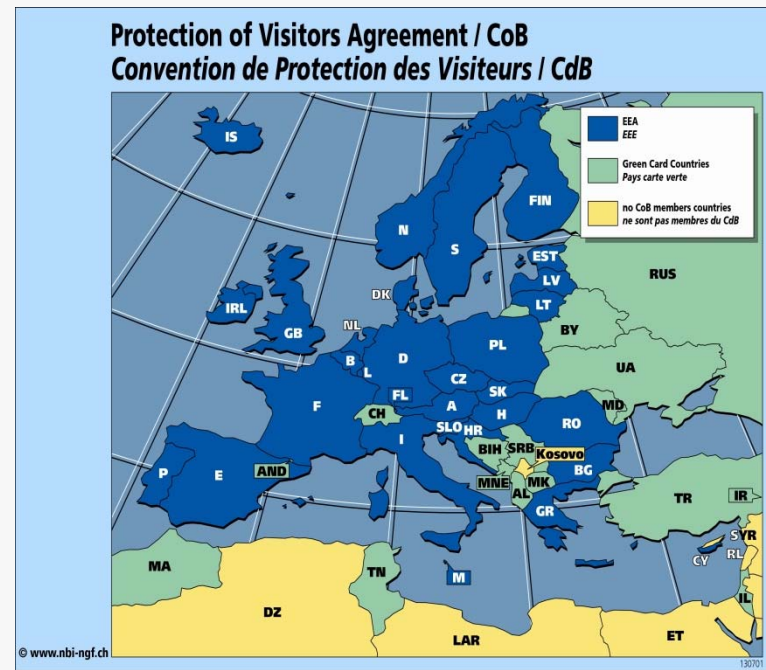 Protection of Visitors Agreement / CoB
Convention de Protection des Visiteurs / CdB
EEA
EEE
Green Card Countries
Pays carte verte
no CoB members countries
ne sont pas membres du CdB
IS
FIN
N
S
EST
RUS
LV
DK
LT
IRL
NL
BY
GB
PL
B
D
L
UA
CZ
FL
SK
MD
CH
A
H
F
SLO
HR
RO
I
BIH
SRB
Kosovo
AND
BG
P
E
MNE
MK
AL
TR
IR
GR
SYR
CY
RL
MA
TN
M
IL
DZ
LAR
ET
© www.nbi-ngf.ch
130701